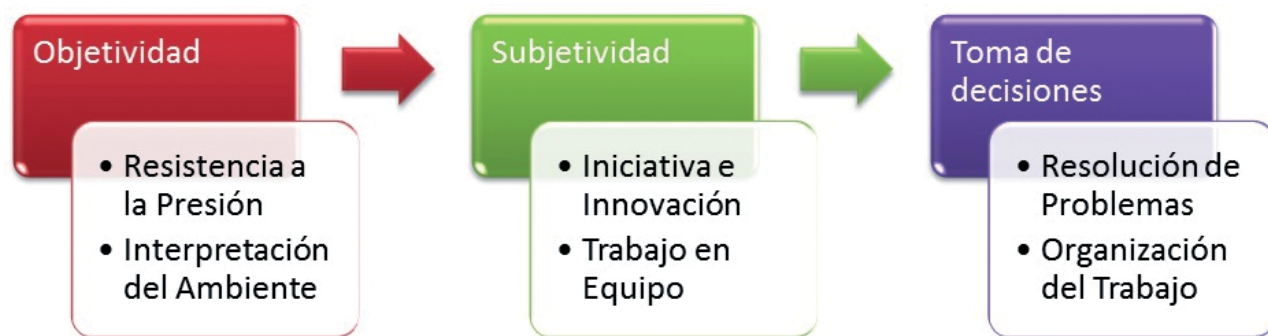 Objetividad
• Resistencia a
la Presión
• Interpretación
del Ambiente
Subjetividad
• Iniciativa e
Innovación
• Trabajo en
Equipo
Toma de
decisiones
• Resolución de
Problemas
• Organización
del Trabajo